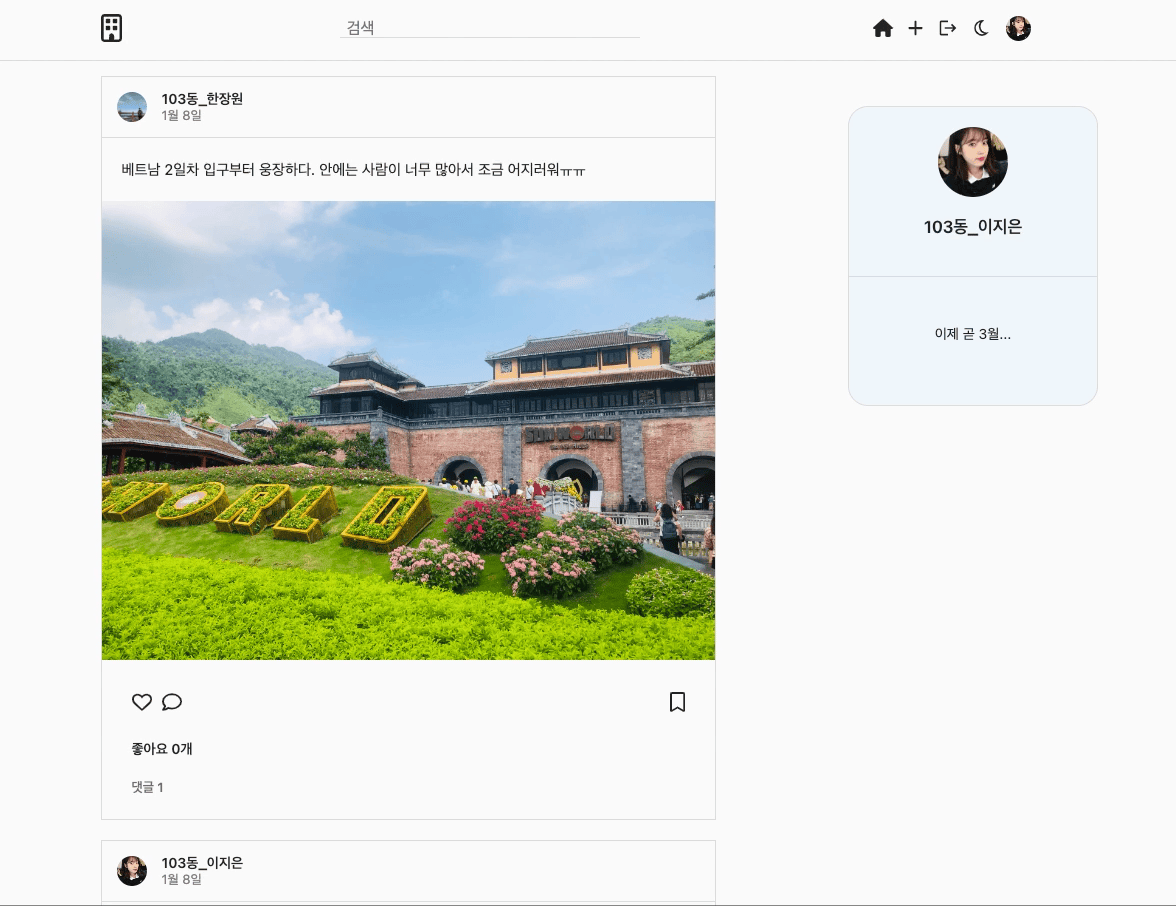 검색
103동_한장원
1월 8일
베트남 2일차 입구부터 웅장하다. 안에는 사람이 너무 많아서 조금 어지러워ㅠㅠ
SUN WORLD
WORLD
좋아요 0개
댓글 1
103동_이지은
1월 8일
103동_이지은
이제 곧 3월...